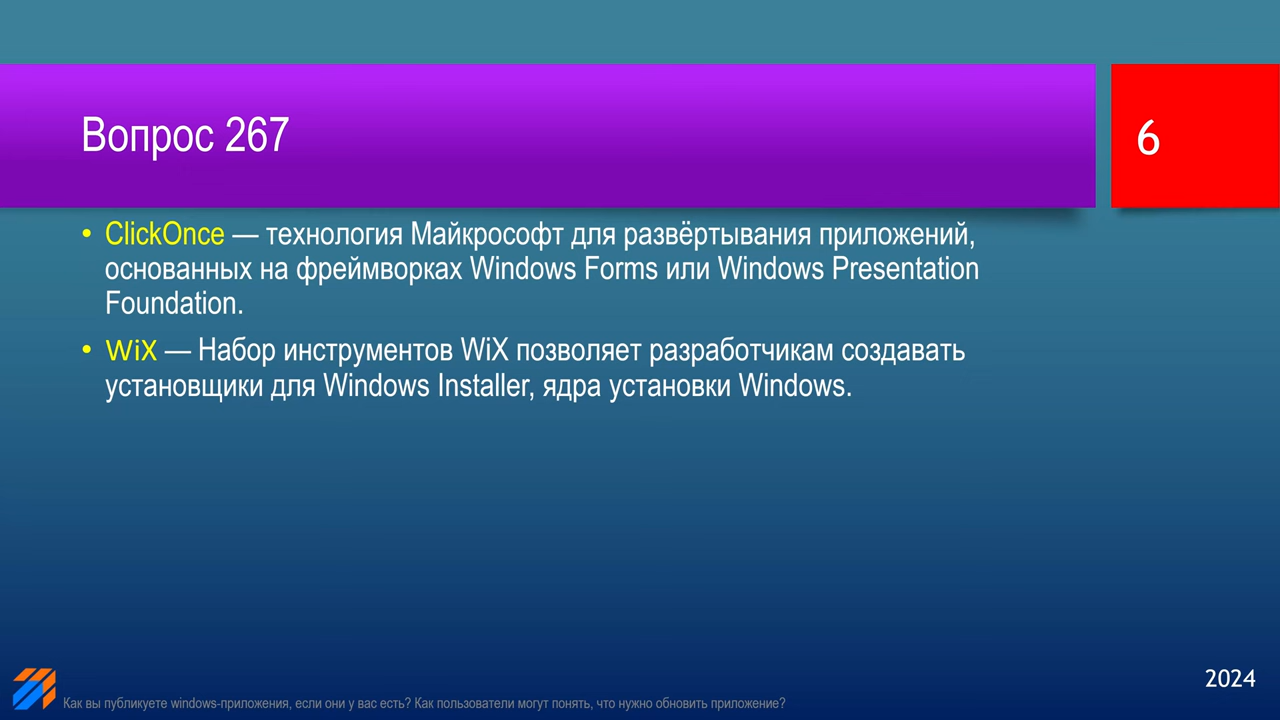 Вопрос 267
6
• ClickOnce — технология Майкрософт для развёртывания приложений,
основанных на фреймворках Windows Forms или Windows Presentation
Foundation.
• WiX — Набор инструментов WiX позволяет разработчикам создавать
установщики для Windows Installer, ядра установки Windows.
2024
Как вы публикуете windows-приложения, если они у вас есть? Как пользователи могут понять, что нужно обновить приложение?